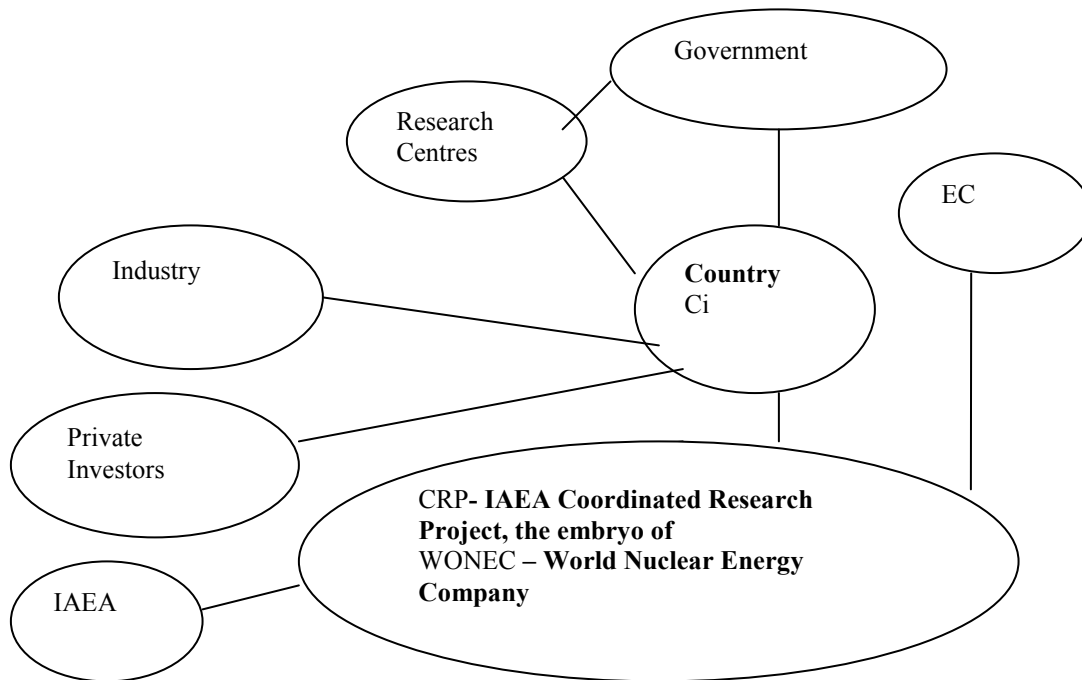 Government
Research
Centres
EC
Industry
Country
Ci
Private
Investors
CRP- IAEA Coordinated Research
Project, the embryo of
WONEC – World Nuclear Energy
Company
IAEA